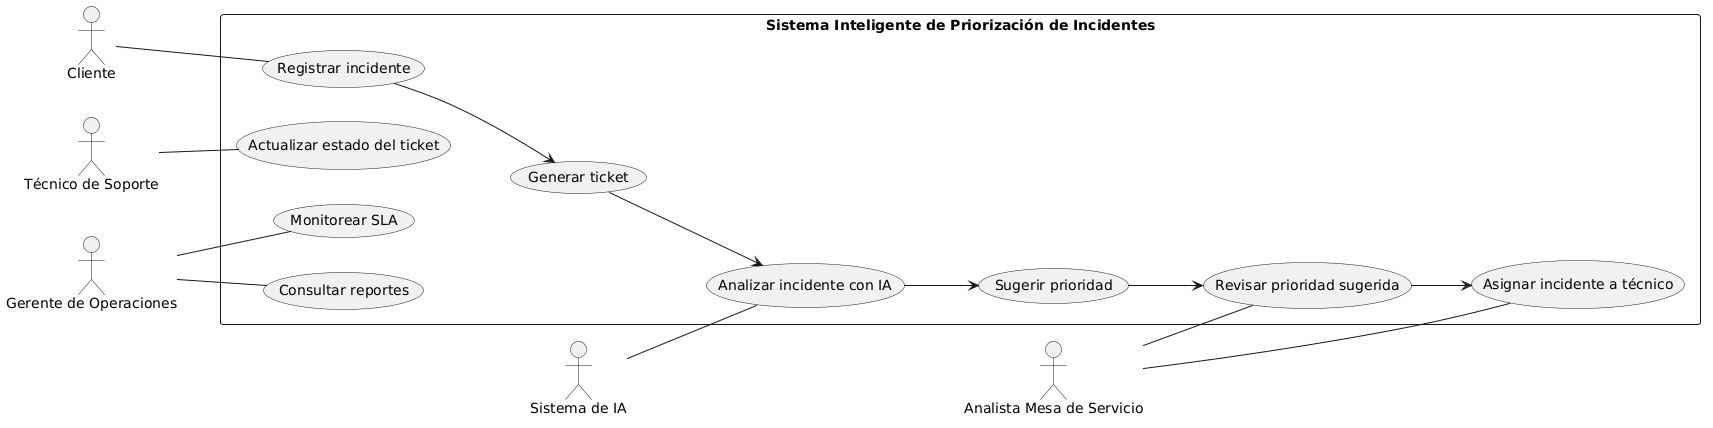 Sistema Inteligente de Priorización de Incidentes
Cliente
Registrar incidente
Técnico de Soporte
Actualizar estado del ticket
Generar ticket
Gerente de Operaciones
Monitorear SLA
Consultar reportes
Analizar incidente con IA
Sugerir prioridad
Revisar prioridad sugerida
Asignar incidente a técnico
Sistema de IA
Analista Mesa de Servicio